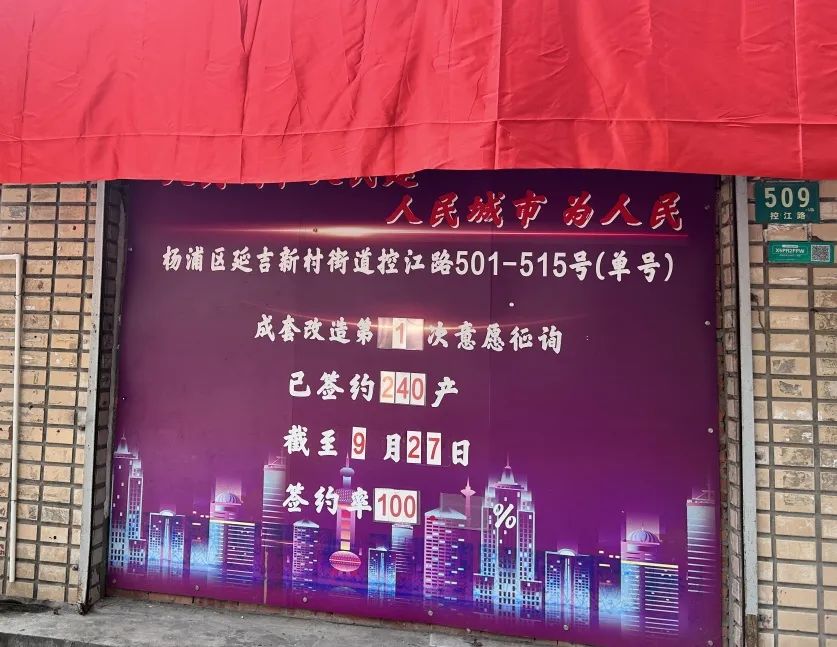 人民城市 为人民
杨浦区延吉新村街道控江路501-515号(单号)
成套改造第1次意愿征询
已签约240产
截至9月27日
签约率100%
509
控江路